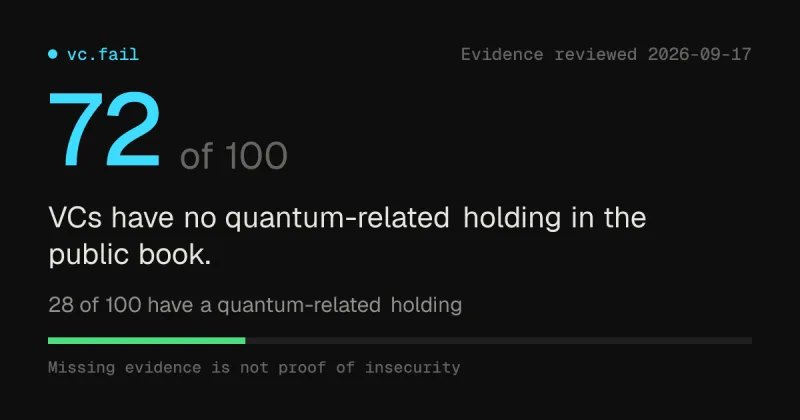 vc.fail
Evidence reviewed 2026-09-17
72 of 100
VCs have no quantum-related holding in the
public book.
28 of 100 have a quantum-related holding
Missing evidence is not proof of insecurity